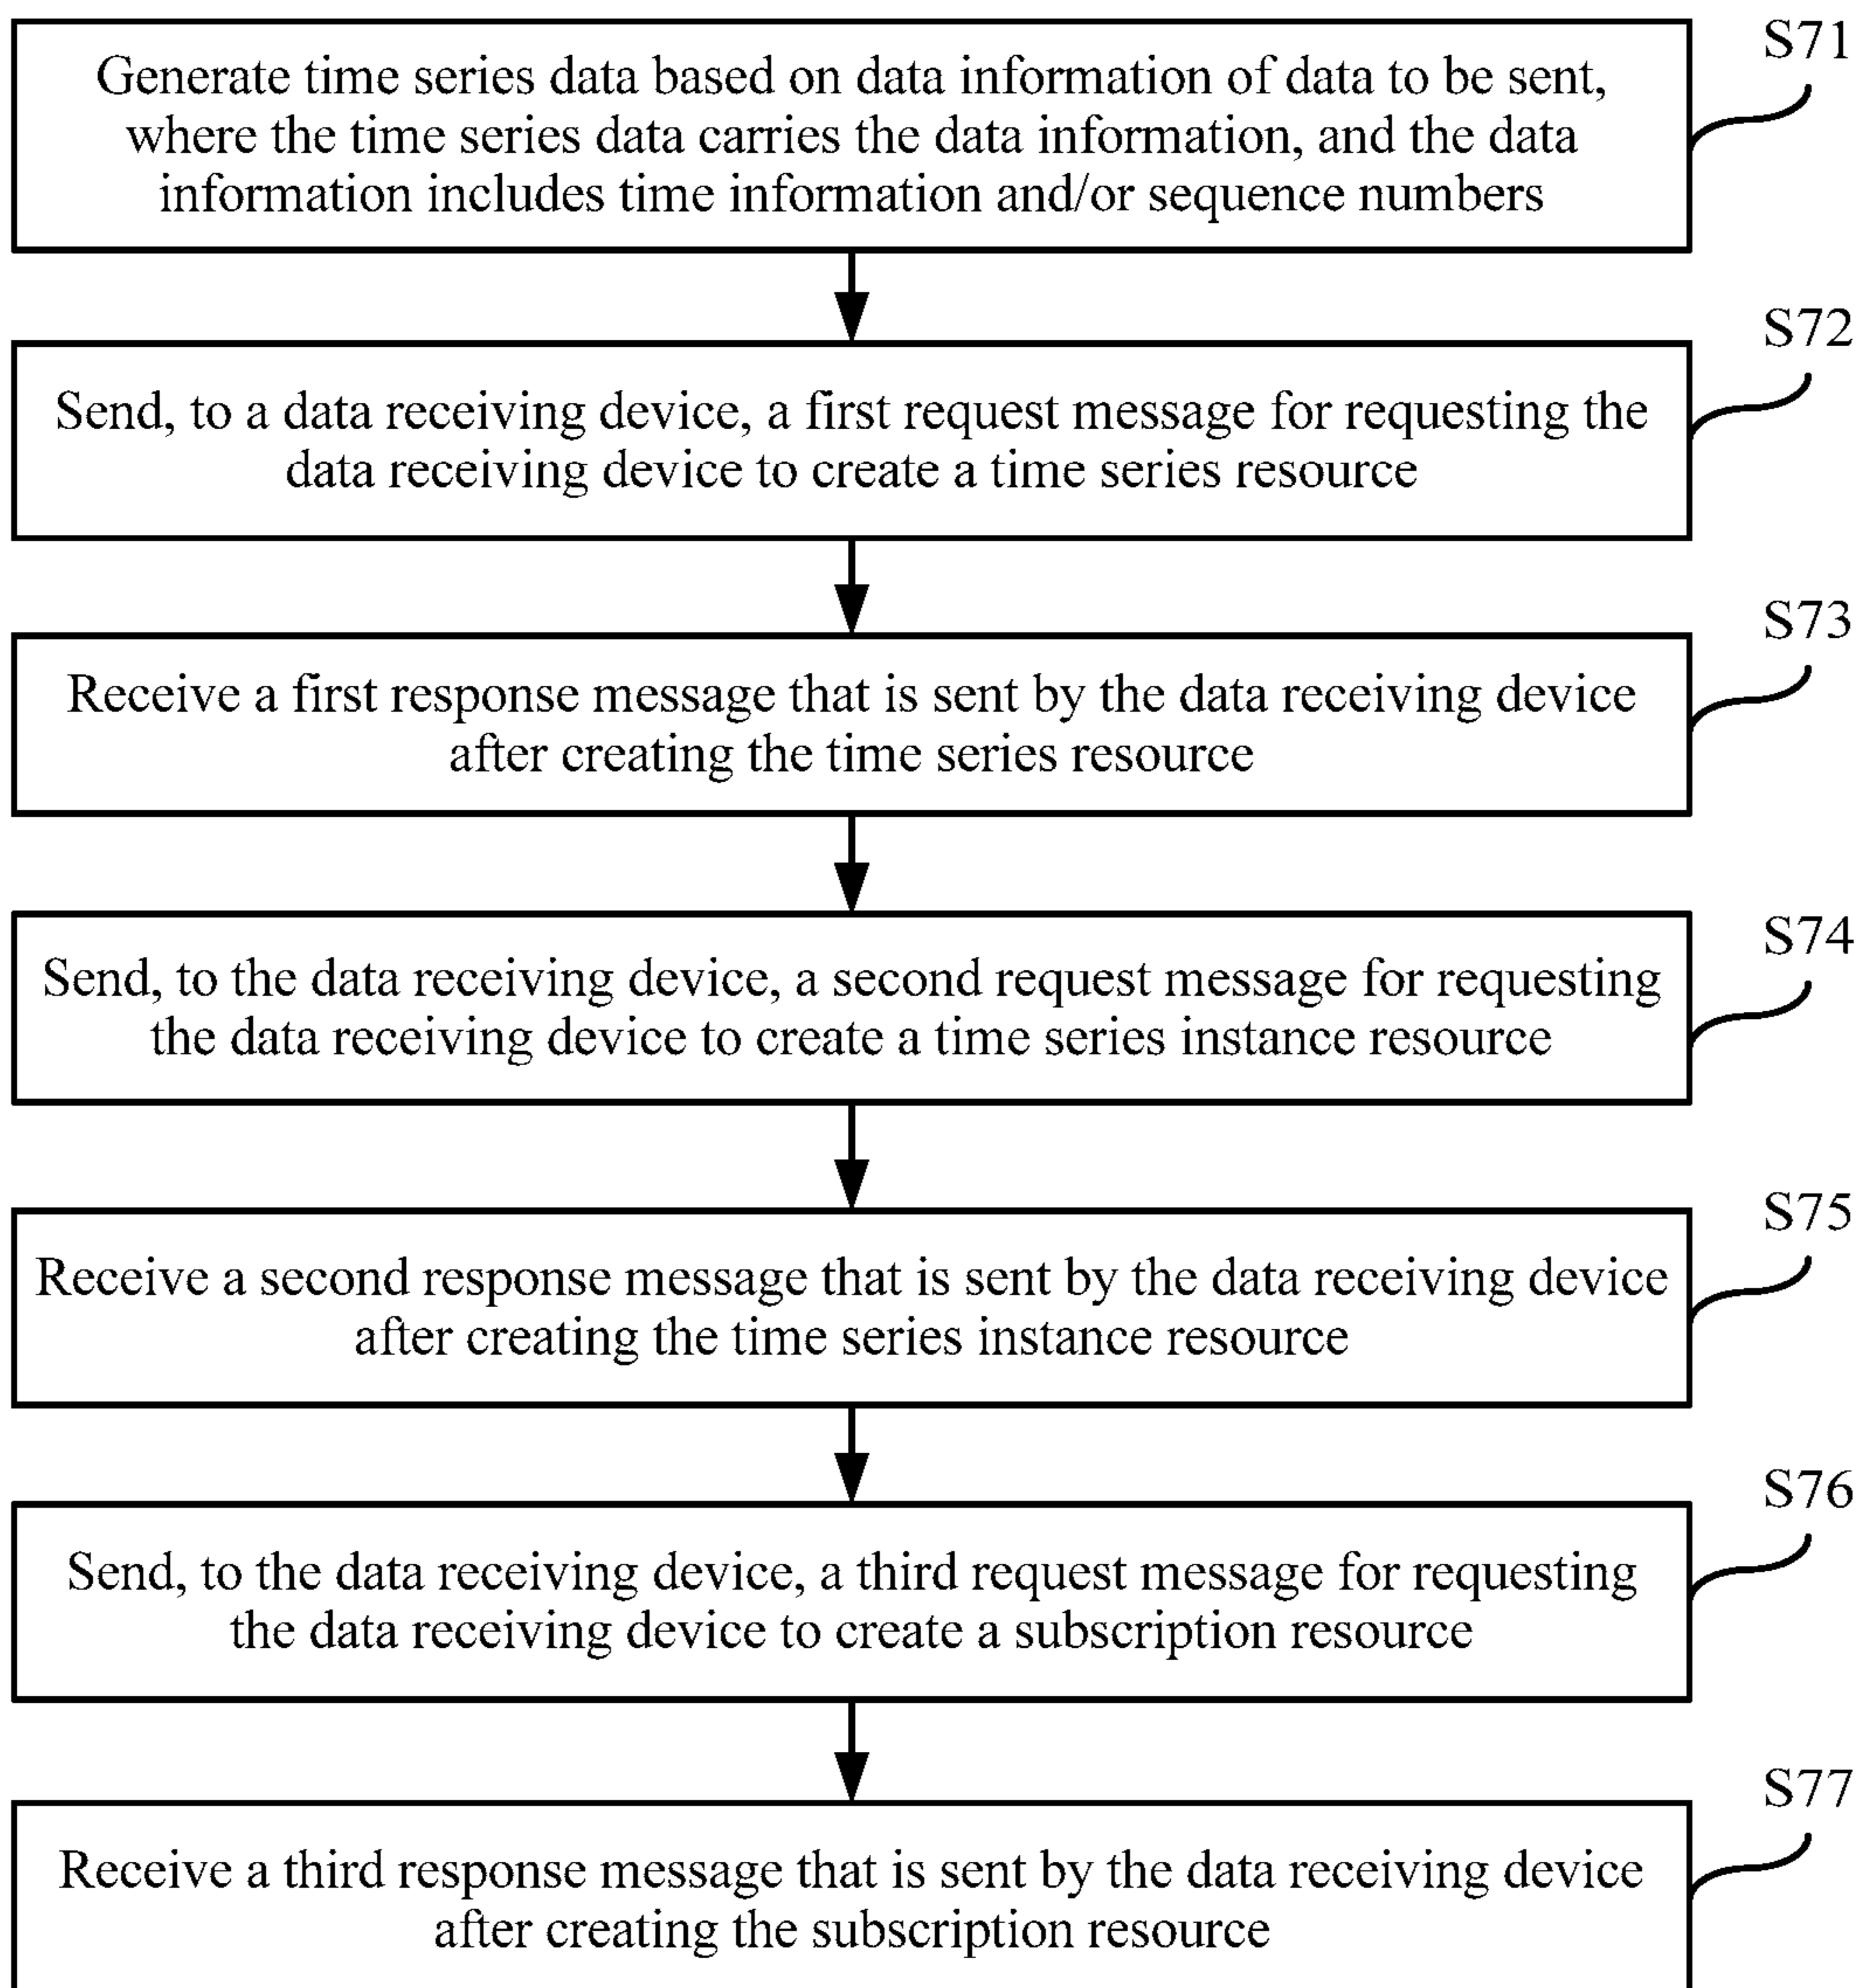 S71
Generate time series data based on data information of data to be sent,
where the time series data carries the data information, and the data
information includes time information and/or sequence numbers
S72
Send, to a data receiving device, a first request message for requesting the
data receiving device to create a time series resource
S73
Receive a first response message that is sent by the data receiving device
after creating the time series resource
S74
Send, to the data receiving device, a second request message for requesting
the data receiving device to create a time series instance resource
S75
Receive a second response message that is sent by the data receiving device
after creating the time series instance resource
S76
Send, to the data receiving device, a third request message for requesting
the data receiving device to create a subscription resource
S77
Receive a third response message that is sent by the data receiving device
after creating the subscription resource